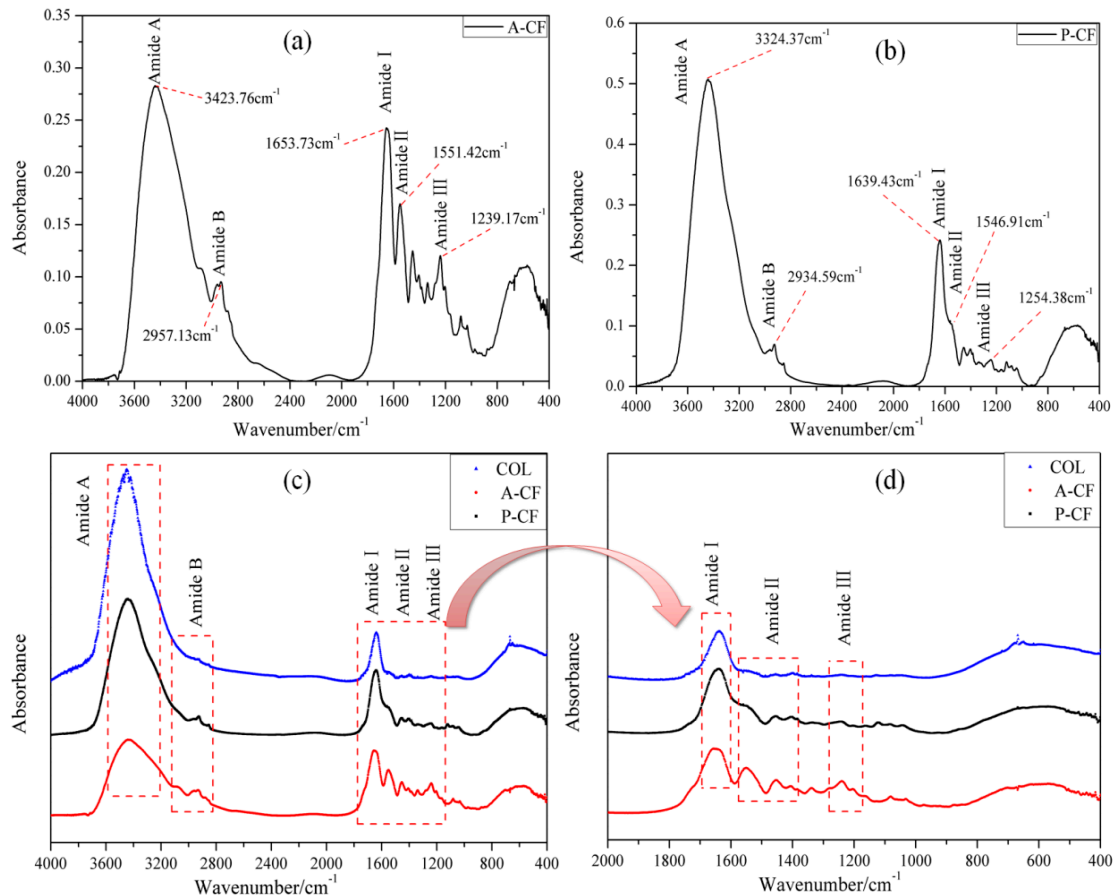 (a)
A-CF
Amide A
3423.76cm-1
Amide B
2957.13cm-1
Amide I
1653.73cm-1
Amide II
1551.42cm-1
Amide III
1239.17cm-1
0.35
0.30
0.25
0.20
0.15
0.10
0.05
0.00
Absorbance
4000 3600 3200 2800 2400 2000 1600 1200 800 400
Wavenumber/cm-1
(b)
P-CF
Amide A
3324.37cm-1
Amide B
2934.59cm-1
Amide I
1639.43cm-1
Amide II
1546.91cm-1
Amide III
1254.38cm-1
0.6
0.5
0.4
0.3
0.2
0.1
0.0
Absorbance
4000 3600 3200 2800 2400 2000 1600 1200 800 400
Wavenumber/cm-1
(c)
COL
A-CF
P-CF
Amide A
Amide B
Amide I
Amide II
Amide III
Absorbance
4000 3600 3200 2800 2400 2000 1600 1200 800 400
Wavenumber/cm-1
(d)
COL
A-CF
P-CF
Amide I
Amide II
Amide III
Absorbance
2000 1800 1600 1400 1200 1000 800 600 400
Wavenumber/cm-1